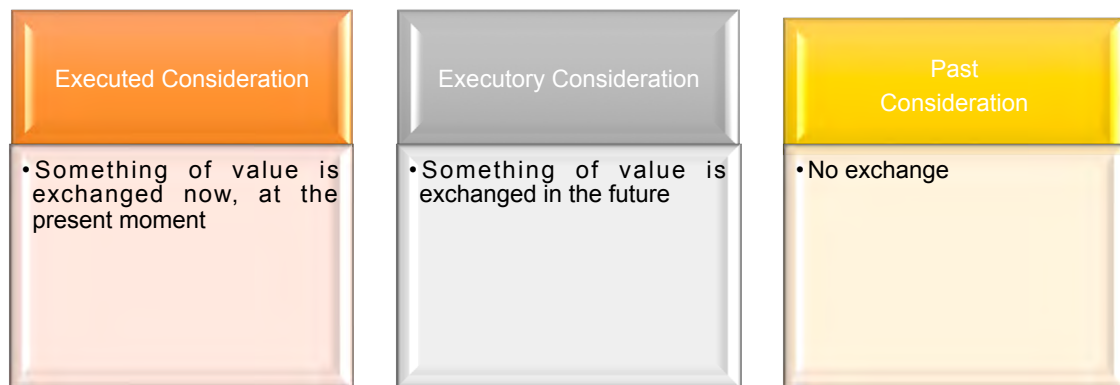 Executed Consideration
• Something of value is
exchanged now, at the
present moment
Executory Consideration
• Something of value is
exchanged in the future
Past
Consideration
• No exchange